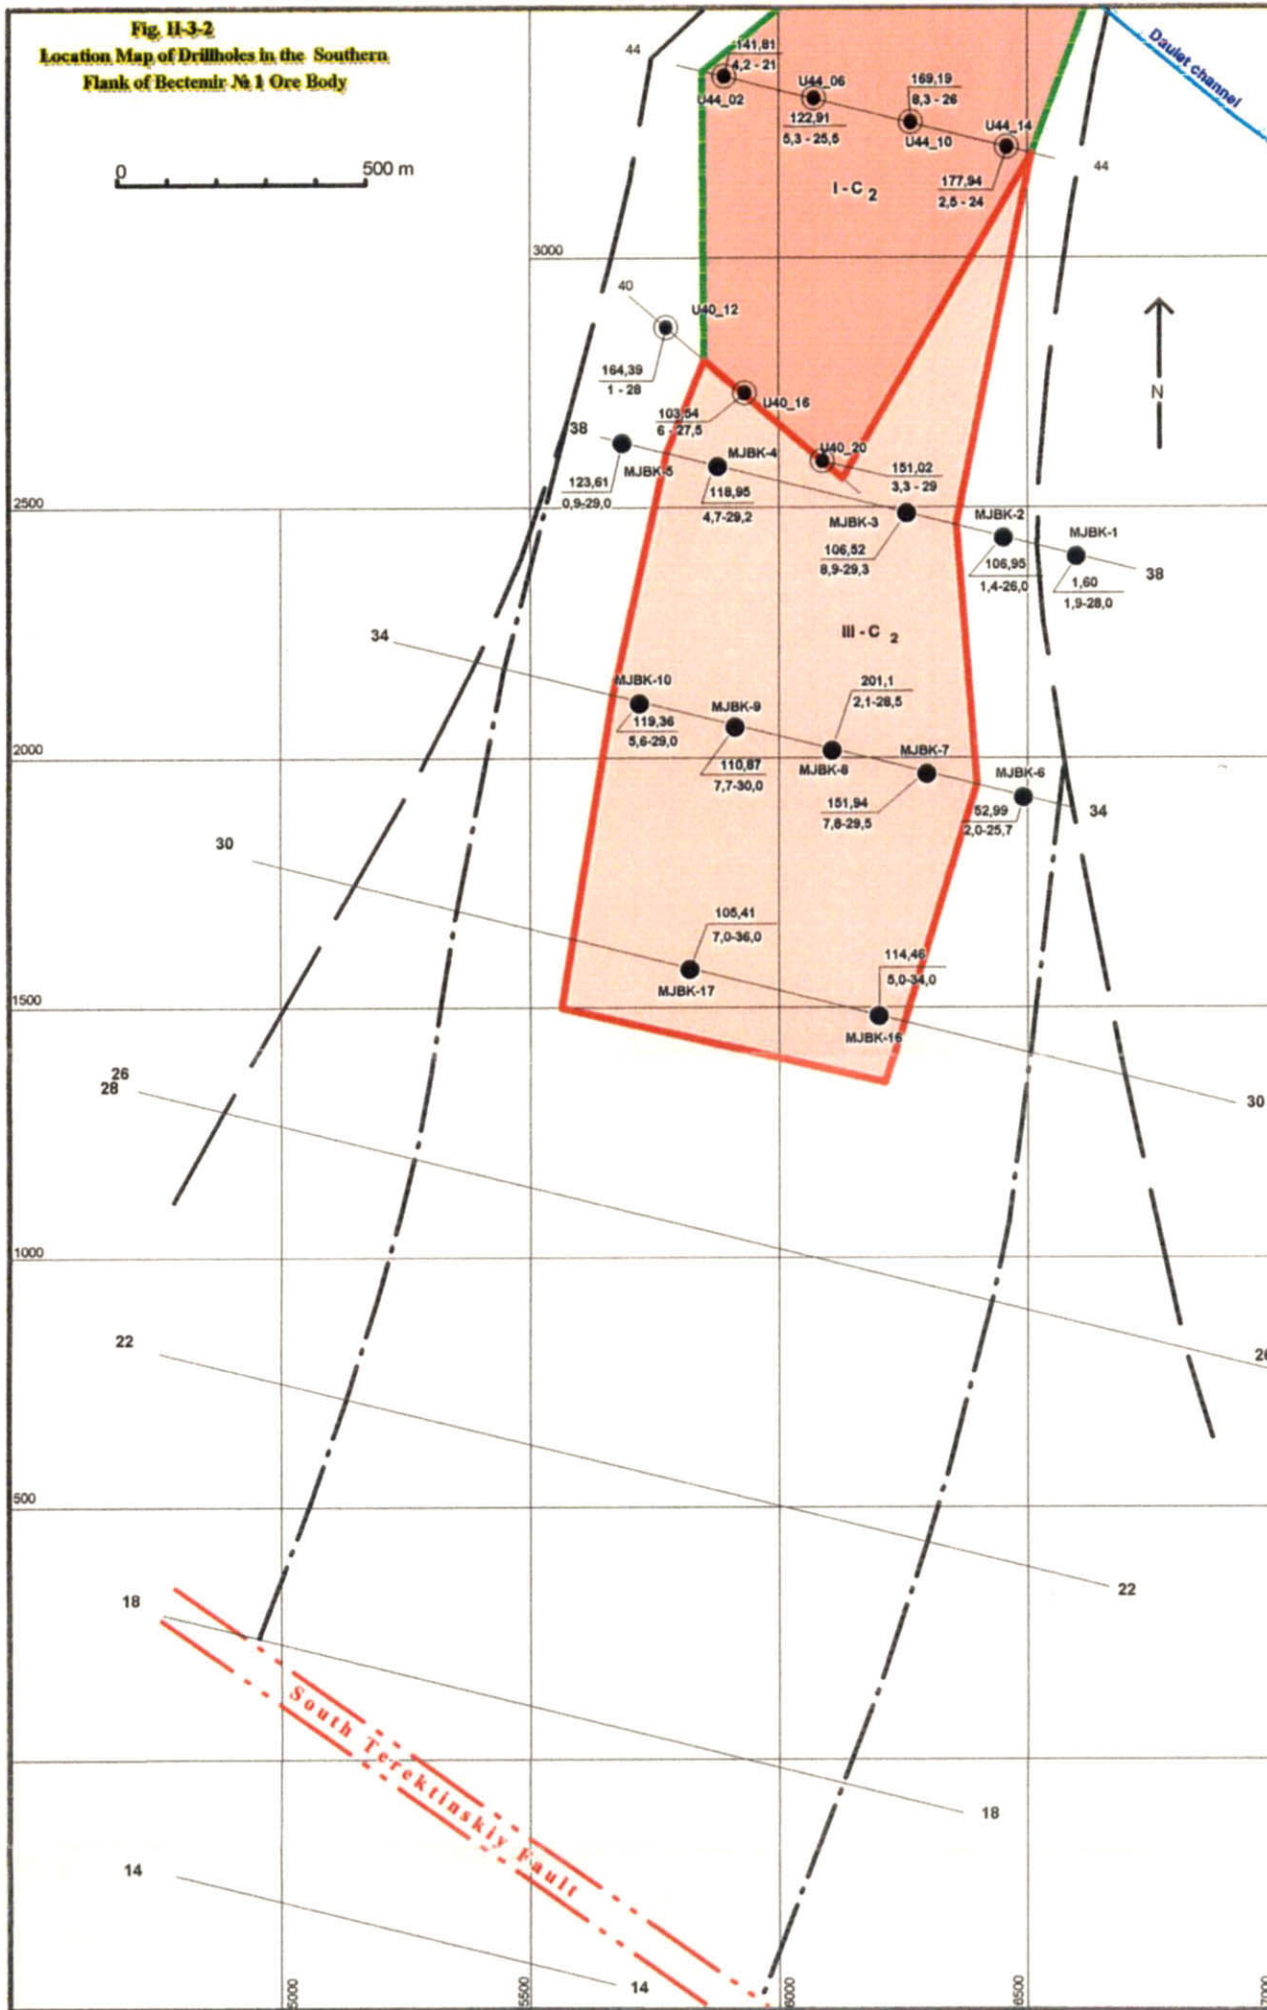 Fig. II-3-2
Location Map of Drillholes in the Southern
Flank of Bectemir № 1 Ore Body
0 500 m
Daulet channel
44
141,81
4,2 - 21
U44_02
U44_06
122,91
5,3 - 25,5
169,19
8,3 - 26
U44_10
U44_14
177,94
2,5 - 24
44
I - C 2
3000
40
U40_12
164,39
1 - 28
N
103,54
6 - 27,5
U40_16
U40_20
151,02
3,3 - 29
38
MJBK-5
123,61
0,9-29,0
MJBK-4
118,95
4,7-29,2
MJBK-3
106,52
8,9-29,3
MJBK-2
106,95
1,4-26,0
MJBK-1
1,60
1,9-28,0
38
2500
III - C 2
34
MJBK-10
119,36
5,6-29,0
MJBK-9
110,87
7,7-30,0
201,1
2,1-28,5
MJBK-8
MJBK-7
151,94
7,8-29,5
MJBK-6
52,99
2,0-25,7
34
2000
30
105,41
7,0-36,0
MJBK-17
114,46
5,0-34,0
MJBK-16
30
1500
26
28
26
1000
22
22
500
18
18
South Terektinskiy Fault
14
14
5000
5500
6000
6500
7000